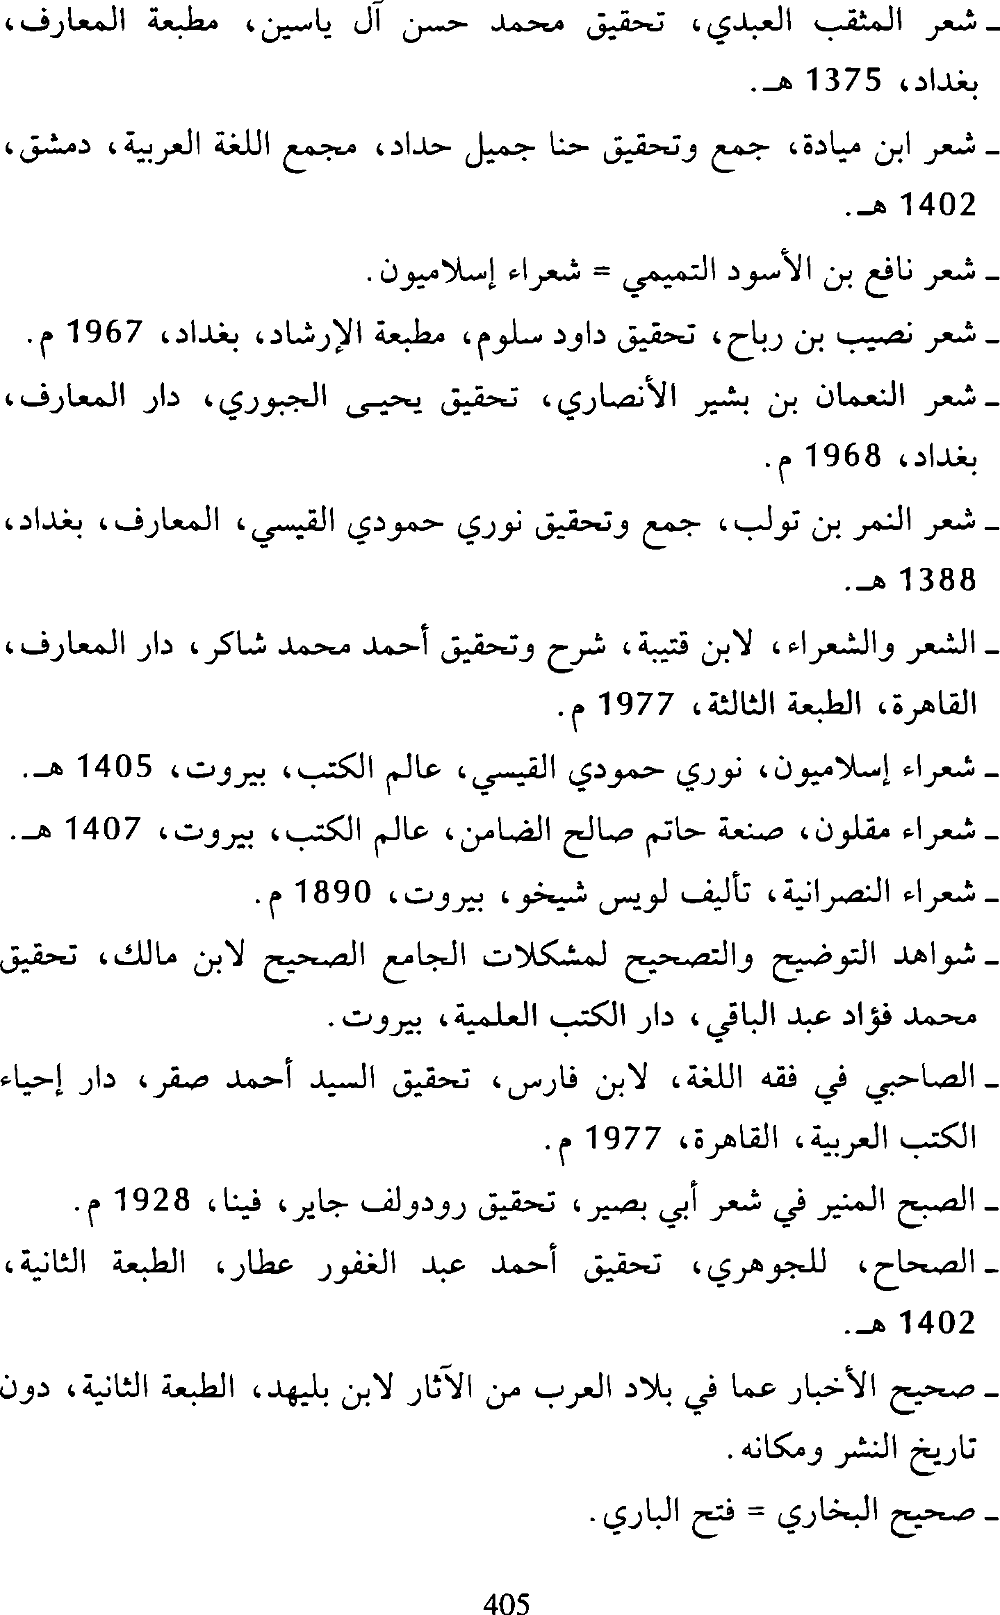 ـ شعر المثقب العبدي، تحقيق محمد حسن آل ياسين، مطبعة المعارف،
بغداد، 1375 هـ.
ـ شعر ابن ميادة، جمع وتحقيق حنا جميل حداد، مجمع اللغة العربية، دمشق،
1402 هـ.
ـ شعر نافع بن الأسود التميمي = شعراء إسلاميون.
ـ شعر نصيب بن رباح، تحقيق داود سلوم، مطبعة الإرشاد، بغداد، 1967 م.
ـ شعر النعمان بن بشير الأنصاري، تحقيق يحيـى الجبوري، دار المعارف،
بغداد، 1968 م.
ـ شعر النمر بن تولب، جمع وتحقيق نوري حمودي القيسي، المعارف، بغداد،
1388 هـ.
ـ الشعر والشعراء، لابن قتيبة، شرح وتحقيق أحمد محمد شاكر، دار المعارف،
القاهرة، الطبعة الثالثة، 1977 م.
ـ شعراء إسلاميون، نوري حمودي القيسي، عالم الكتب، بيروت، 1405 هـ.
ـ شعراء مقلون، صنعة حاتم صالح الضامن، عالم الكتب، بيروت، 1407 هـ.
ـ شعراء النصرانية، تأليف لويس شيخو، بيروت، 1890 م.
ـ شواهد التوضيح والتصحيح لمشكلات الجامع الصحيح لابن مالك، تحقيق
محمد فؤاد عبد الباقي، دار الكتب العلمية، بيروت.
ـ الصاحبي في فقه اللغة، لابن فارس، تحقيق السيد أحمد صقر، دار إحياء
الكتب العربية، القاهرة، 1977 م.
ـ الصبح المنير في شعر أبي بصير، تحقيق رودولف جاير، فينا، 1928 م.
ـ الصحاح، للجوهري، تحقيق أحمد عبد الغفور عطار، الطبعة الثانية،
1402 هـ.
ـ صحيح الأخبار عما في بلاد العرب من الآثار لابن بليهد، الطبعة الثانية، دون
تاريخ النشر ومكانه.
ـ صحيح البخاري = فتح الباري.
405